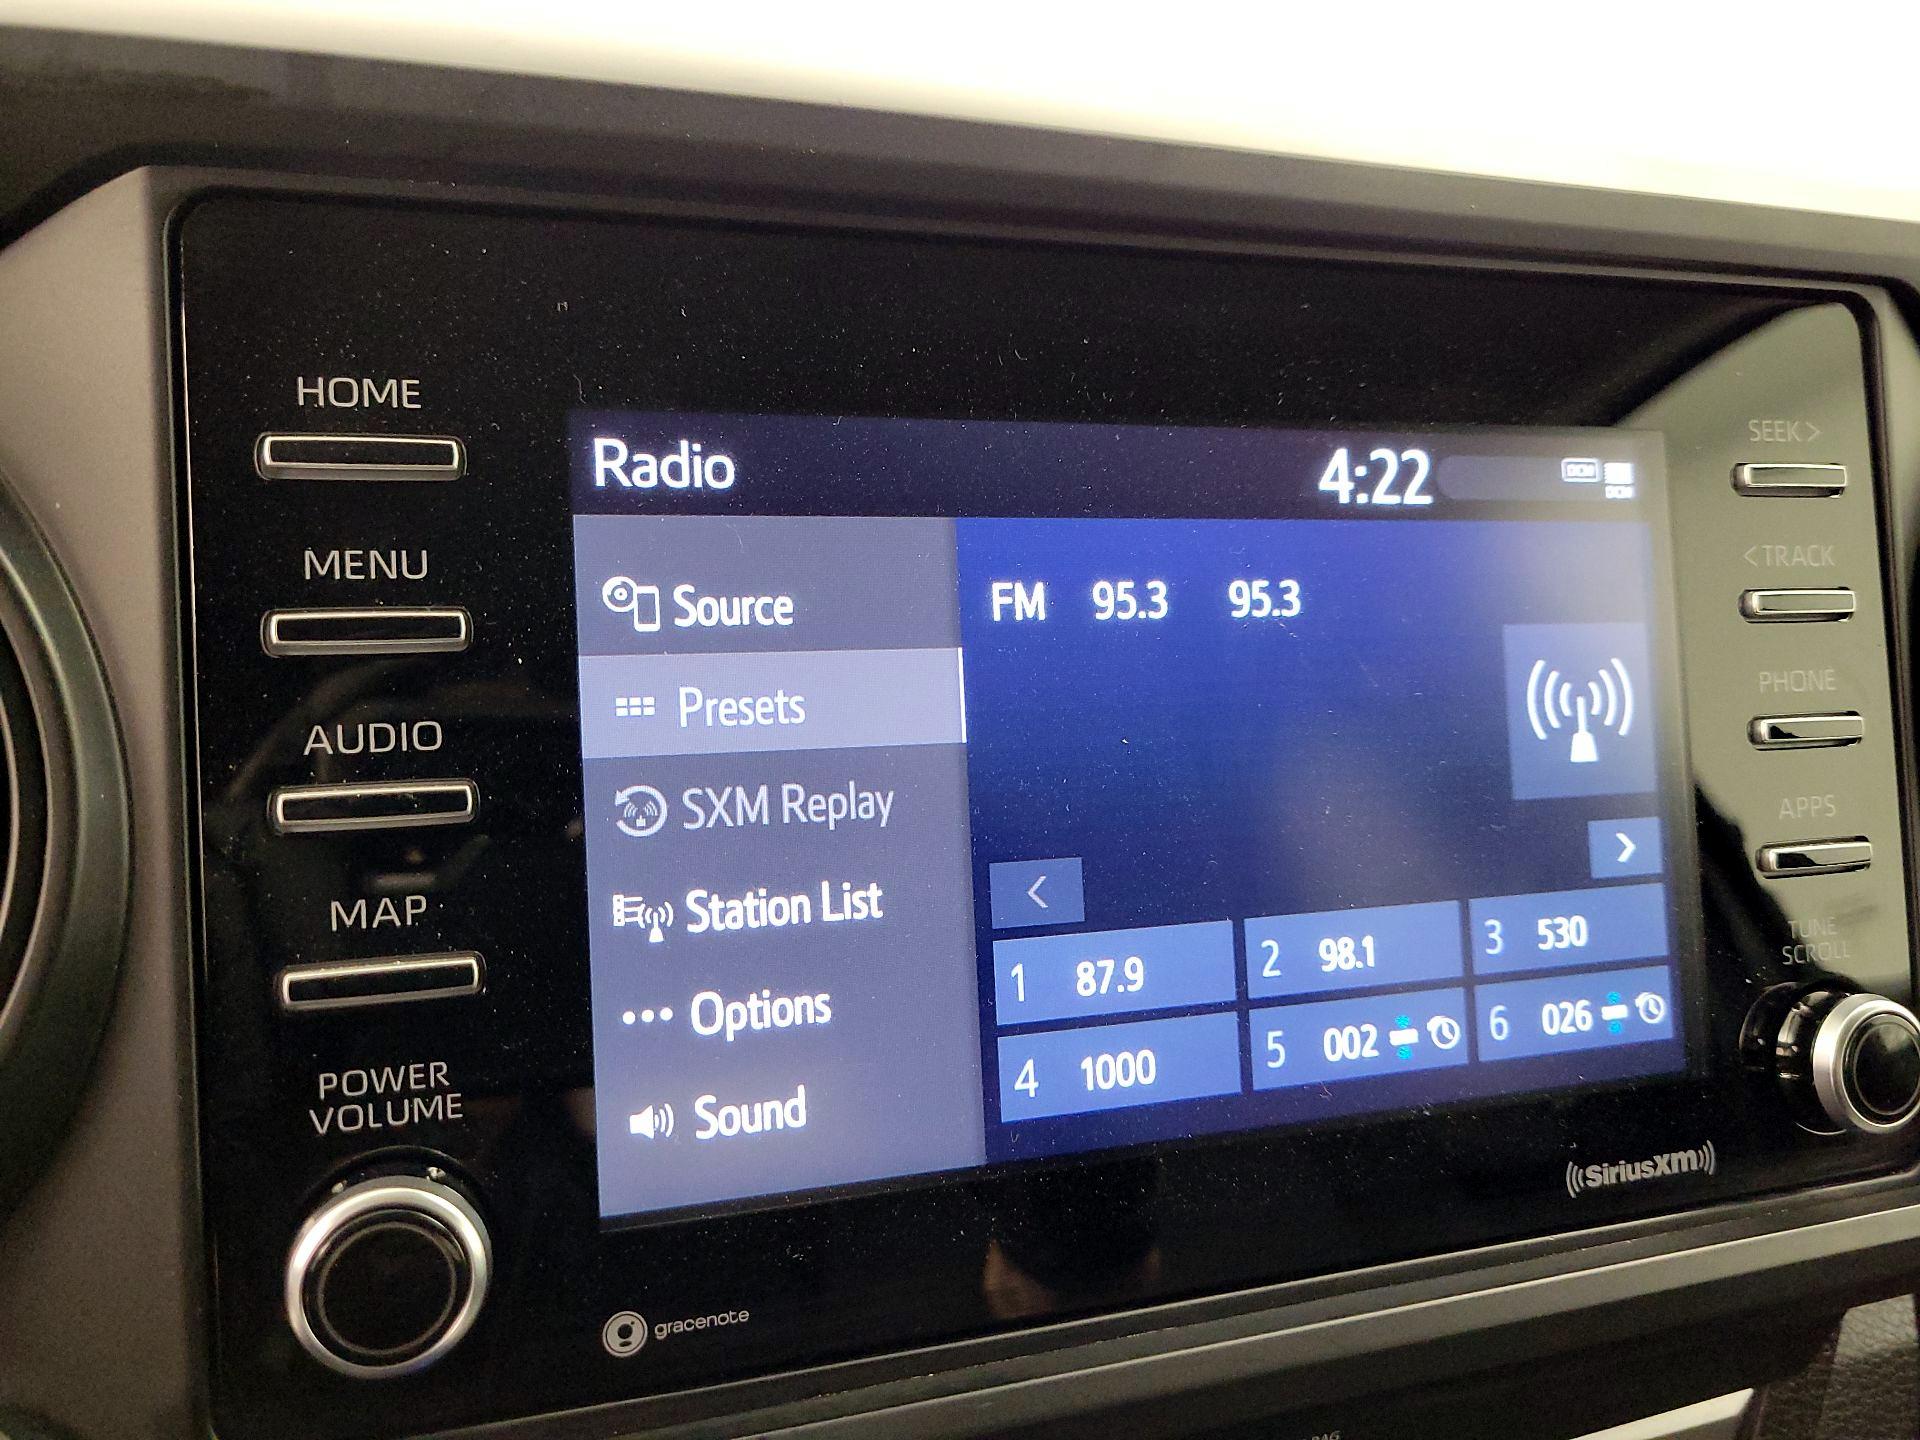 HOME
MENU
AUDIO
MAP
POWER
VOLUME
Radio
4:22
DCM
DCM
Source
Presets
SXM Replay
Station List
Options
Sound
FM 95.3 95.3
<
>
1 87.9
2 98.1
3 530
4 1000
5 002
6 026
SEEK >
< TRACK
PHONE
APPS
TUNE
SCROLL
gracenote
((SiriusXM))